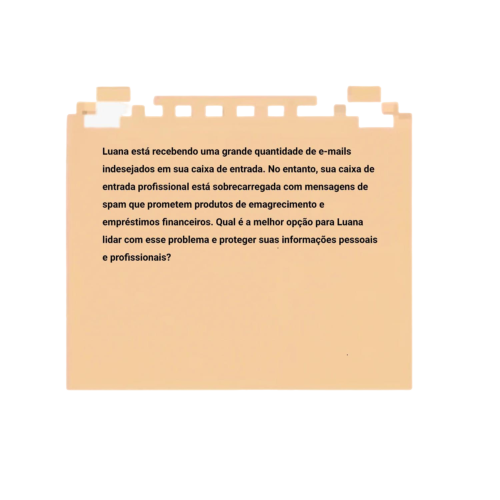 Luana está recebendo uma grande quantidade de e-mails
indesejados em sua caixa de entrada. No entanto, sua caixa de
entrada profissional está sobrecarregada com mensagens de
spam que prometem produtos de emagrecimento e
empréstimos financeiros. Qual é a melhor opção para Luana
lidar com esse problema e proteger suas informações pessoais
e profissionais?